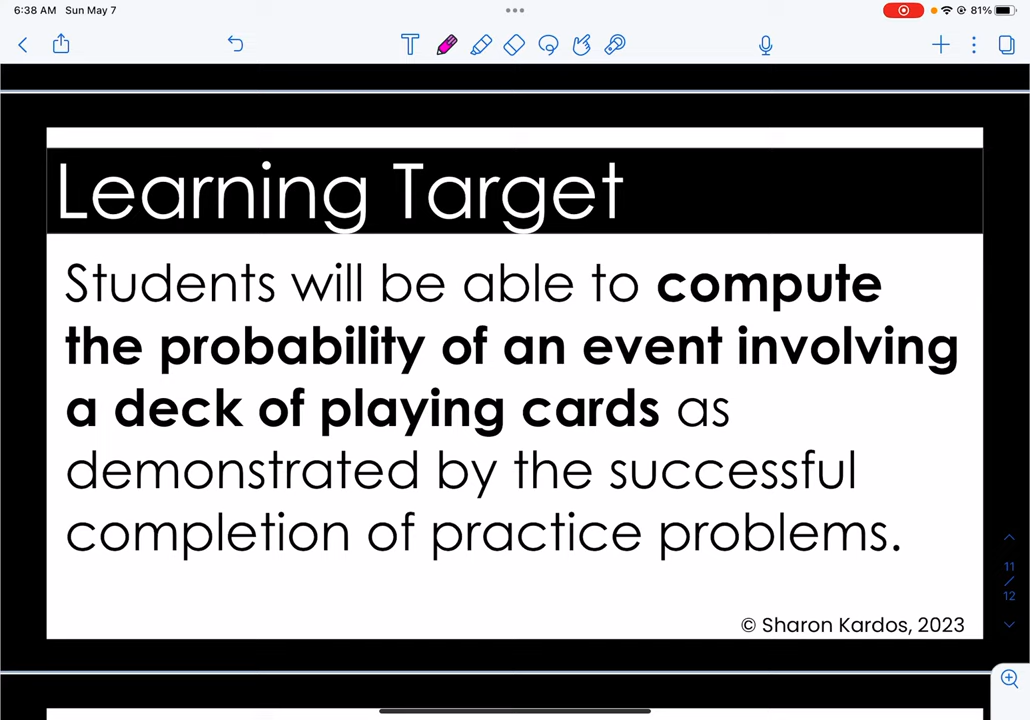 6:38 AM Sun May 7
81%
Learning Target
Students will be able to compute
the probability of an event involving
a deck of playing cards as
demonstrated by the successful
completion of practice problems.
11
/
12
© Sharon Kardos, 2023